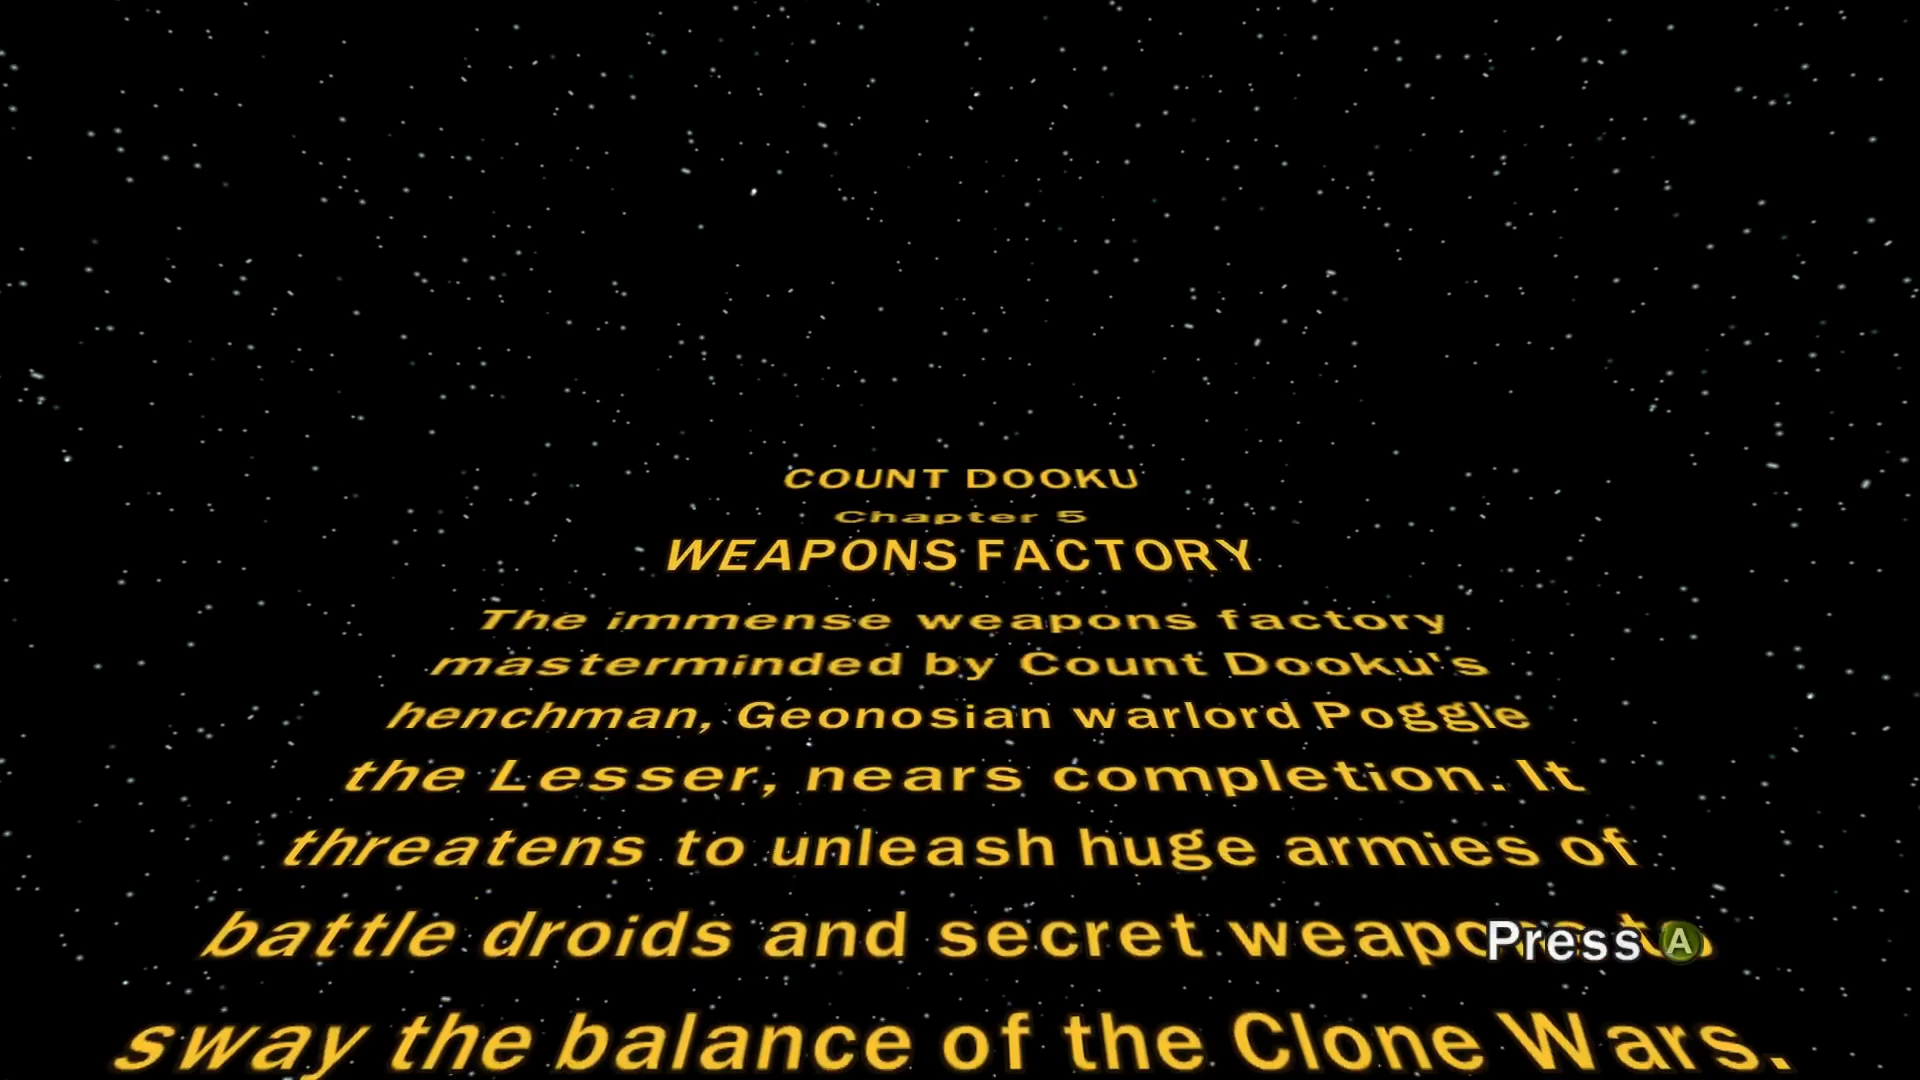 COUNT DOOKU
Chapter 5
WEAPONS FACTORY
The immense weapons factory
masterminded by Count Dooku's
henchman, Geonosian warlord Poggle
the Lesser, nears completion. It
threatens to unleash huge armies of
battle droids and secret weapons to
Press A
sway the balance of the Clone Wars.